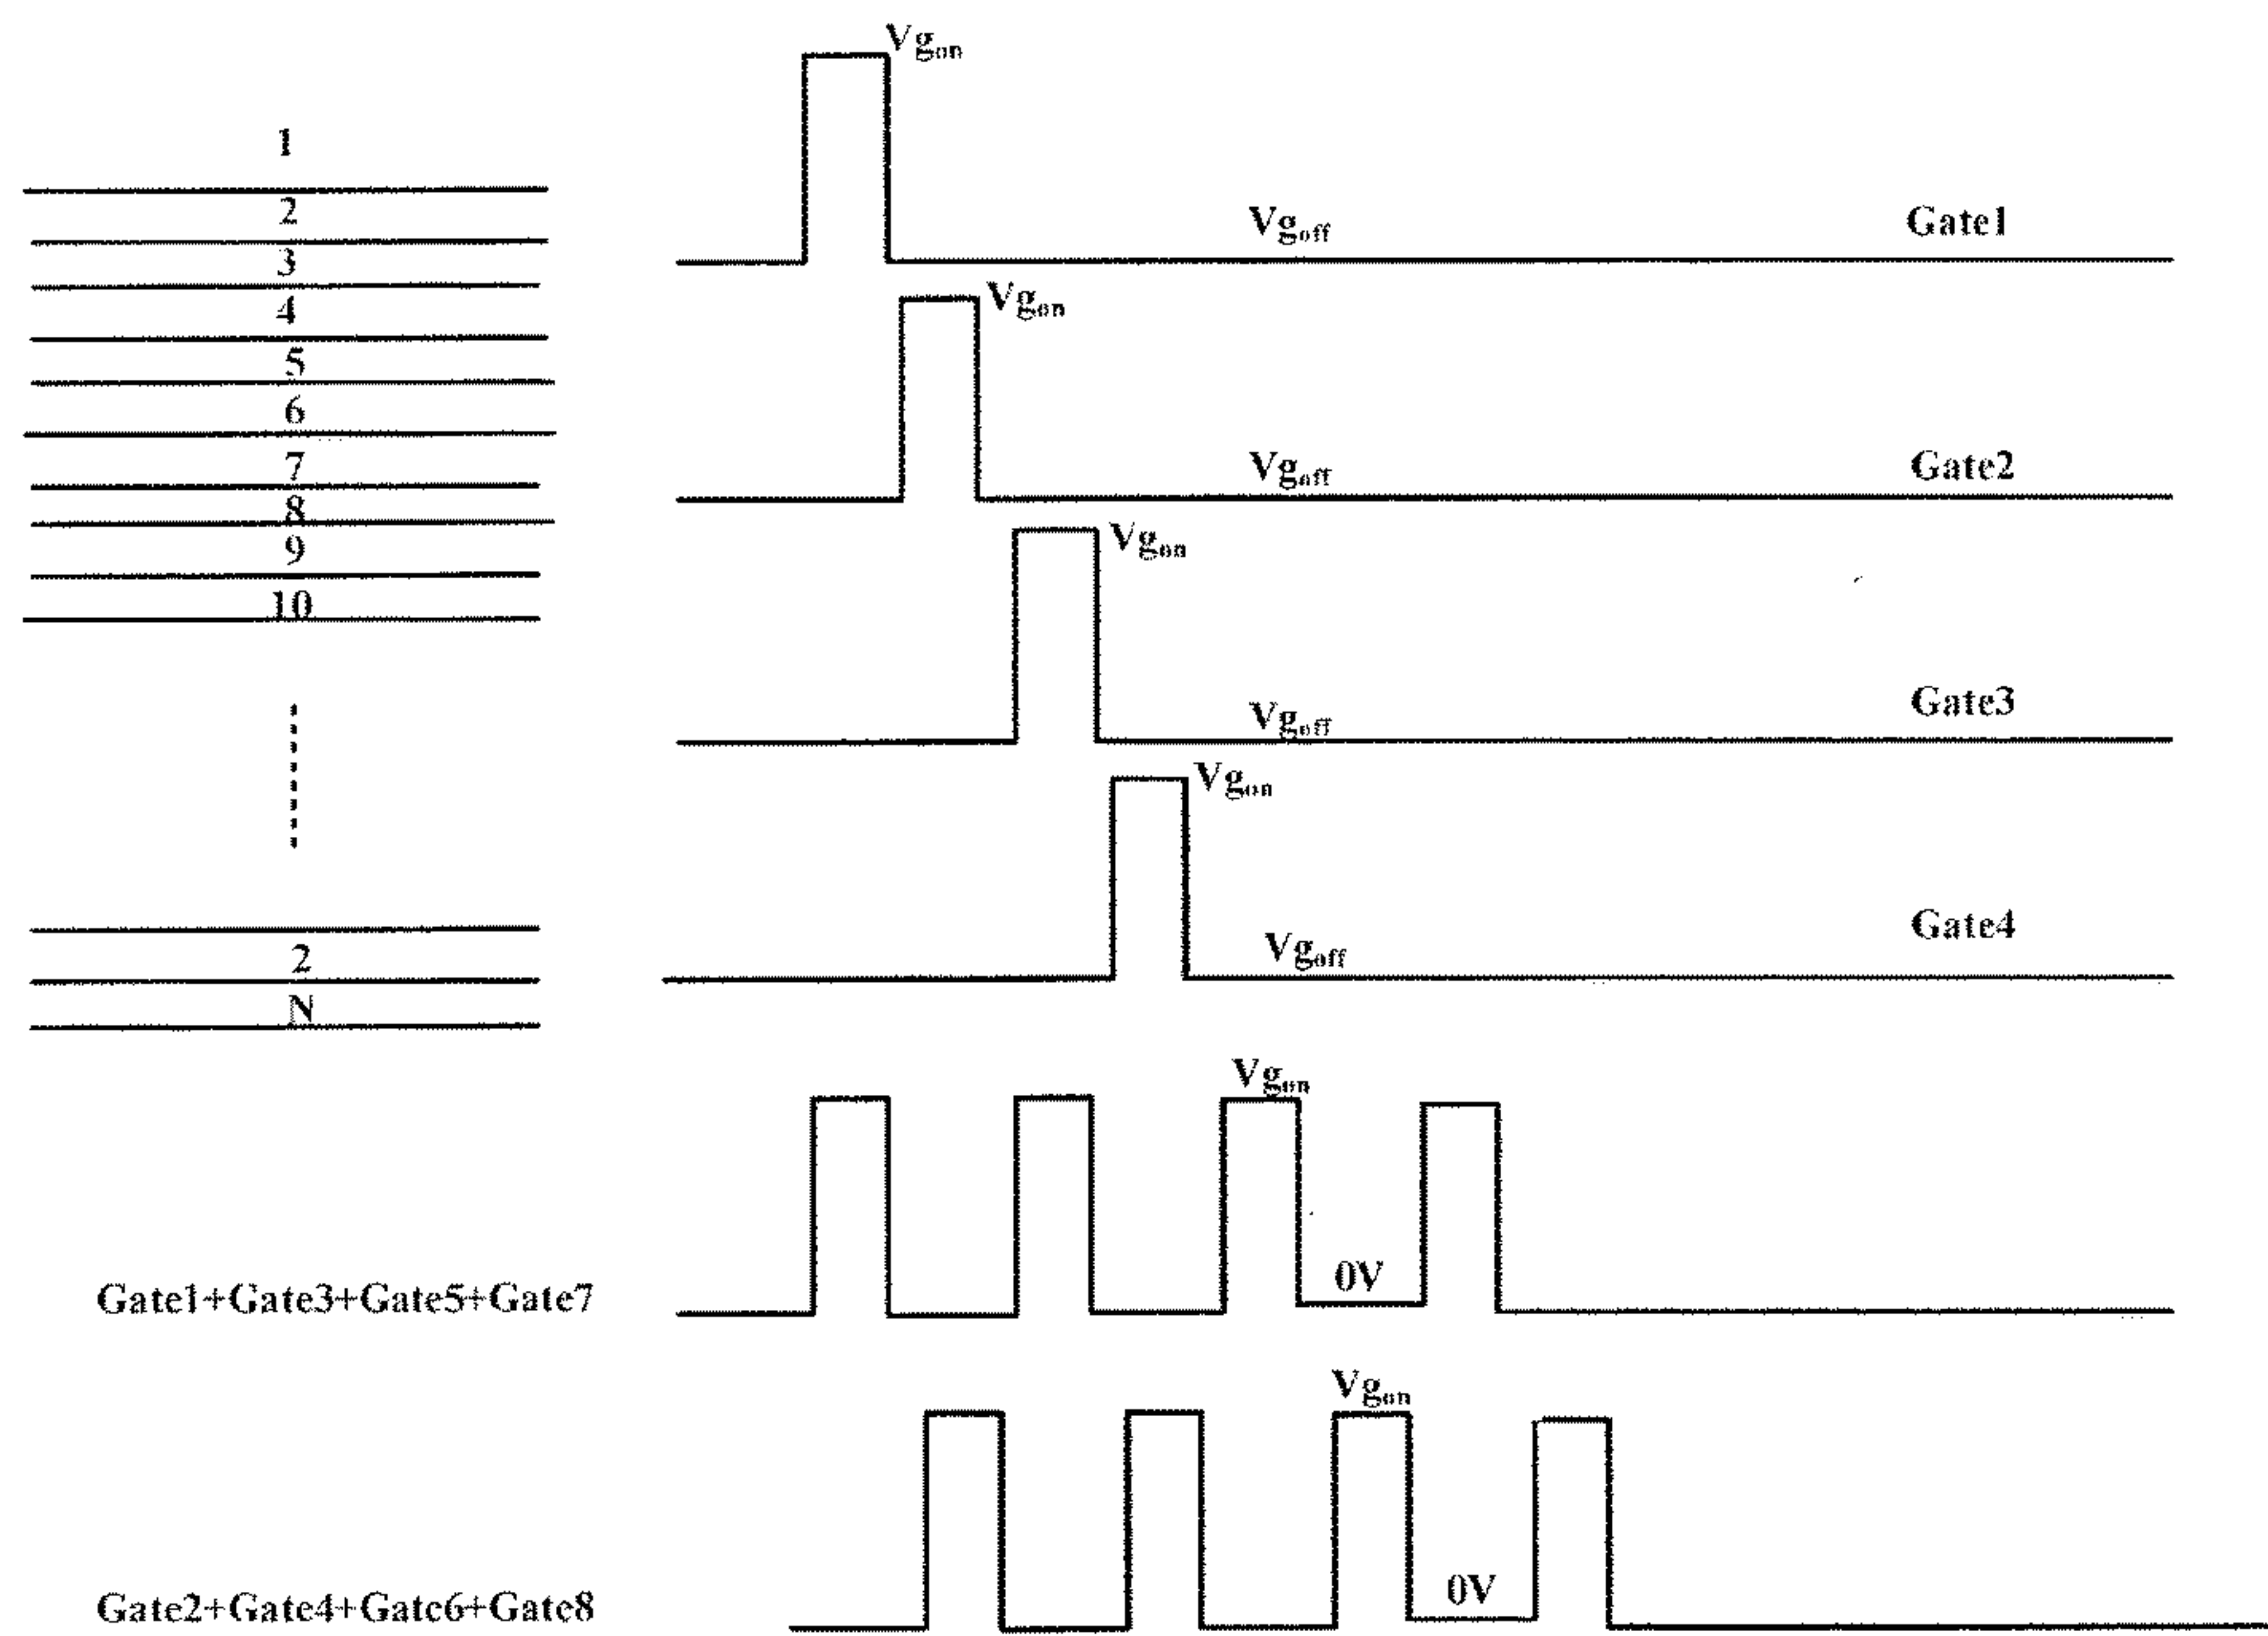 1
2
3
4
5
6
7
8
9
10
2
N
Vgon
Vgoff Gate1
Vgon
Vgoff Gate2
Vgon
Vgoff Gate3
Vgon
Vgoff Gate4
Vgon
0V
Gate1+Gate3+Gate5+Gate7
Vgon
0V
Gate2+Gate4+Gate6+Gate8